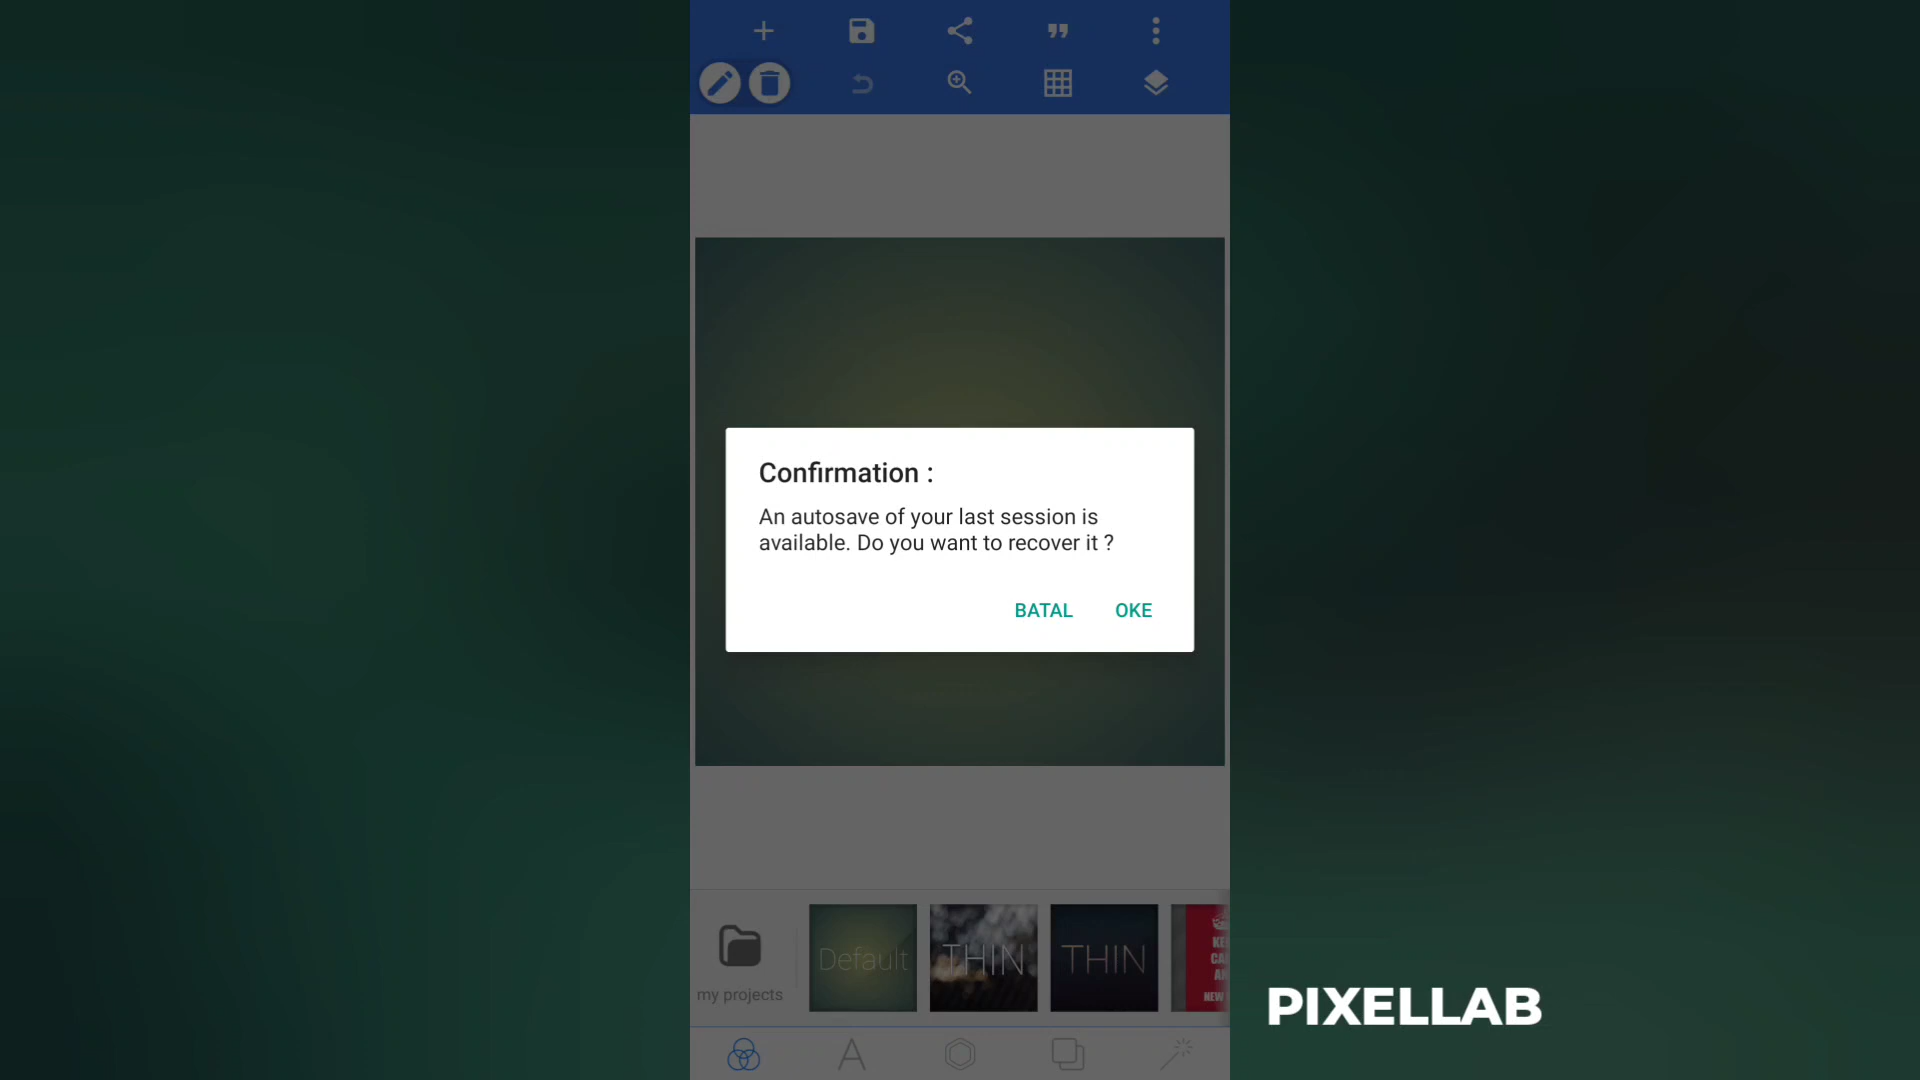 Confirmation :
An autosave of your last session is
available. Do you want to recover it ?
BATAL OKE
Default
THIN
THIN
my projects
NEW
PIXELLAB